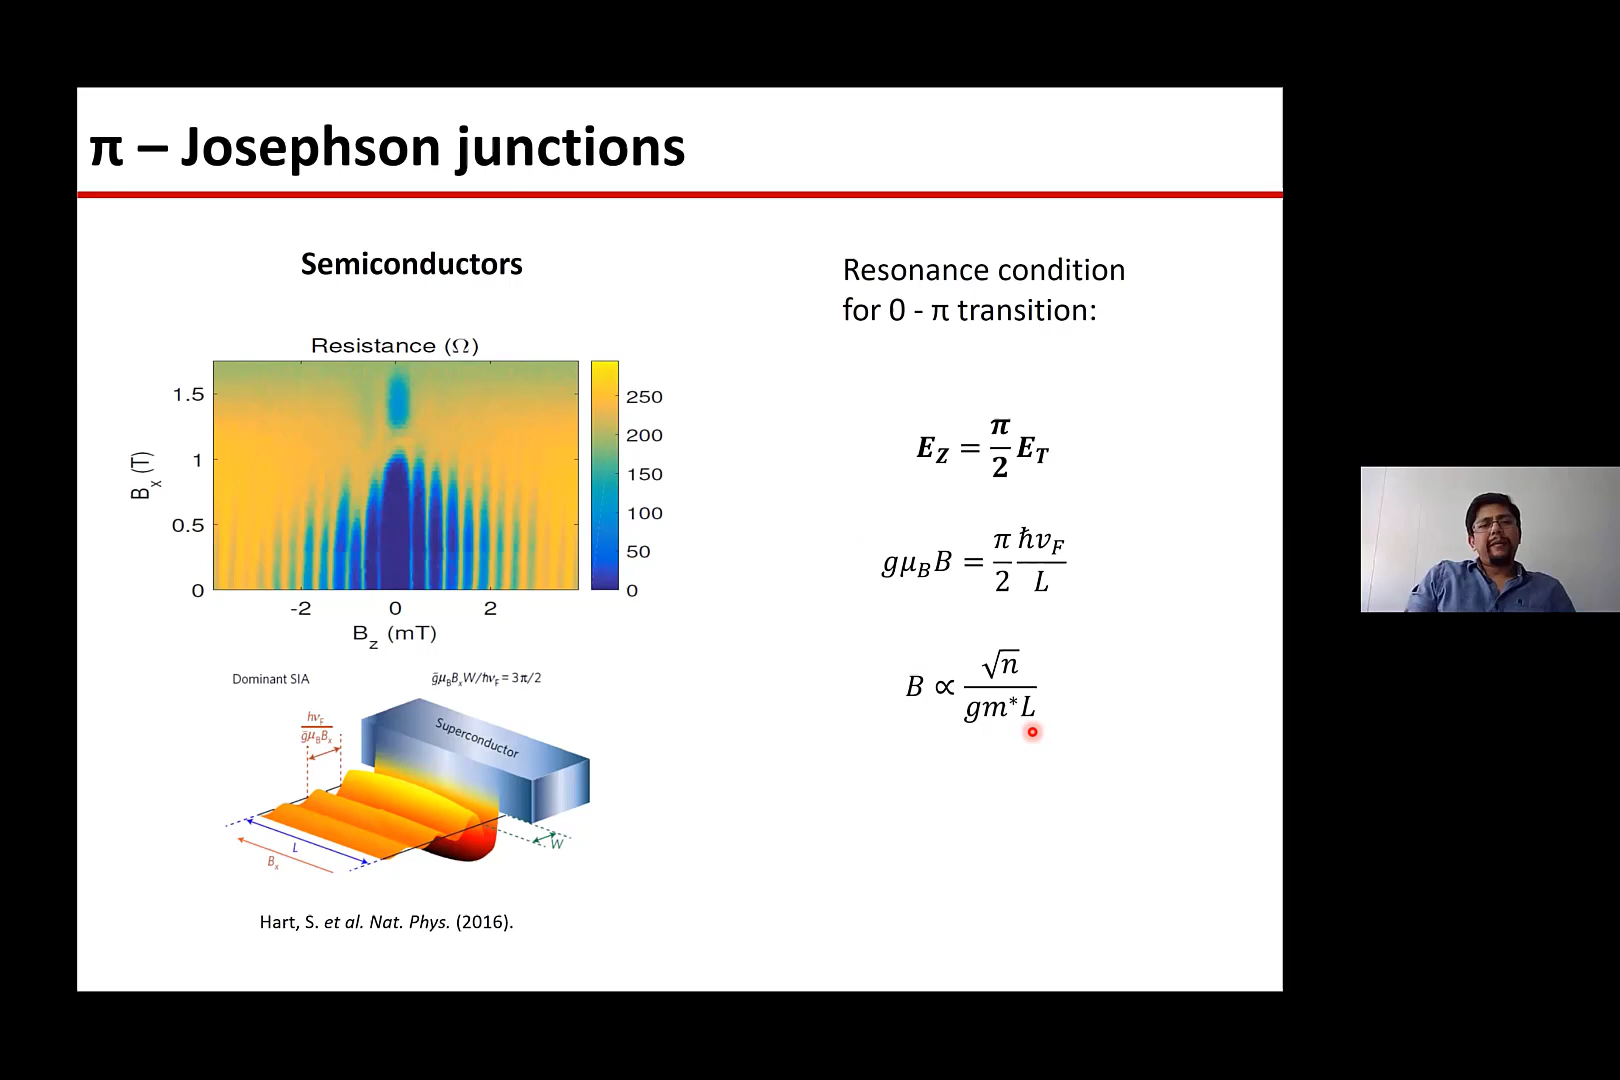 π – Josephson junctions
Semiconductors
Resistance (Ω)
1.5
1
0.5
0
B_x (T)
-2 0 2
B_z (mT)
250
200
150
100
50
0
Dominant SIA
g̃μ_B B_x W/ħv_F = 3π/2
hv_F / g̃μ_B B_x
Superconductor
L
B_x
W
Hart, S. et al. Nat. Phys. (2016).
Resonance condition
for 0 - π transition:
E_Z = π/2 E_T
gμ_B B = π/2 ħv_F/L
B ∝ √n / gm*L